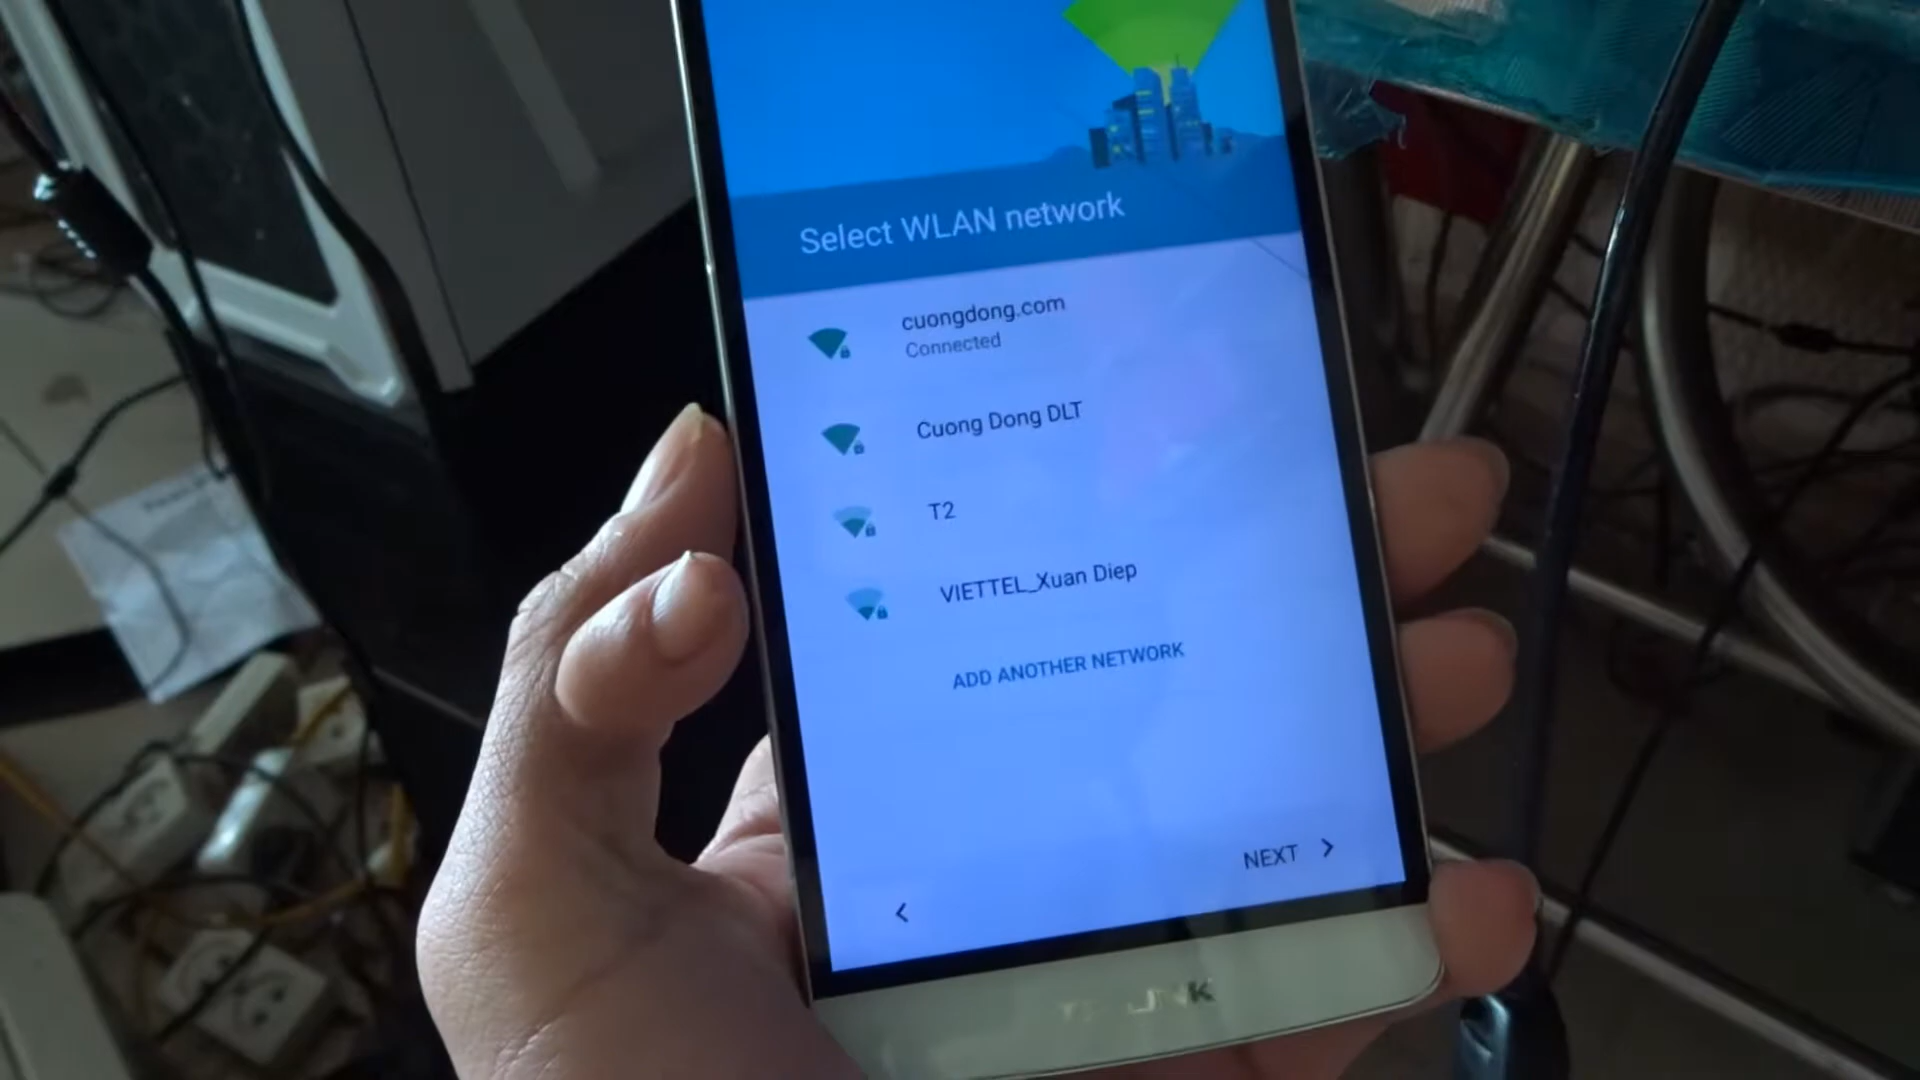 Select WLAN network
cuongdong.com
Connected
Cuong Dong DLT
T2
VIETTEL_Xuan Diep
ADD ANOTHER NETWORK
NEXT